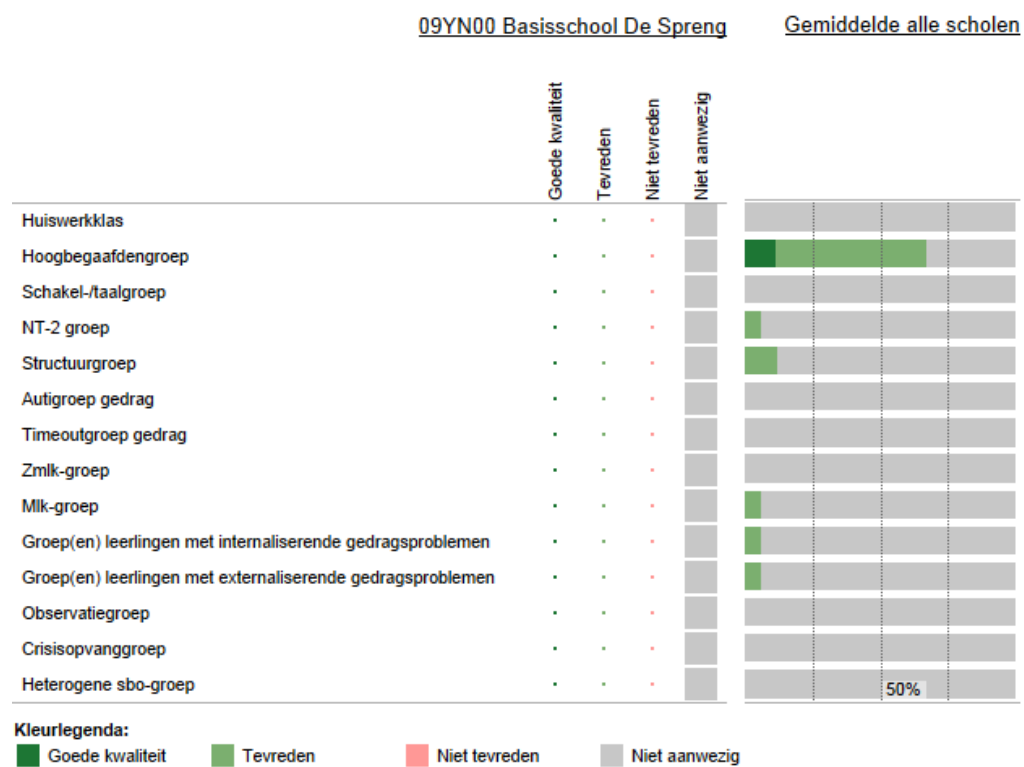 09YN00 Basisschool De Spreng Gemiddelde alle scholen
Goede kwaliteit Tevreden Niet tevreden Niet aanwezig
Huiswerkklas
Hoogbegaafdengroep
Schakel-/taalgroep
NT-2 groep
Structuurgroep
Autigroep gedrag
Timeoutgroep gedrag
Zmlk-groep
Mlk-groep
Groep(en) leerlingen met internaliserende gedragsproblemen
Groep(en) leerlingen met externaliserende gedragsproblemen
Observatiegroep
Crisisopvanggroep
Heterogene sbo-groep 50%
Kleurlegenda:
Goede kwaliteit Tevreden Niet tevreden Niet aanwezig